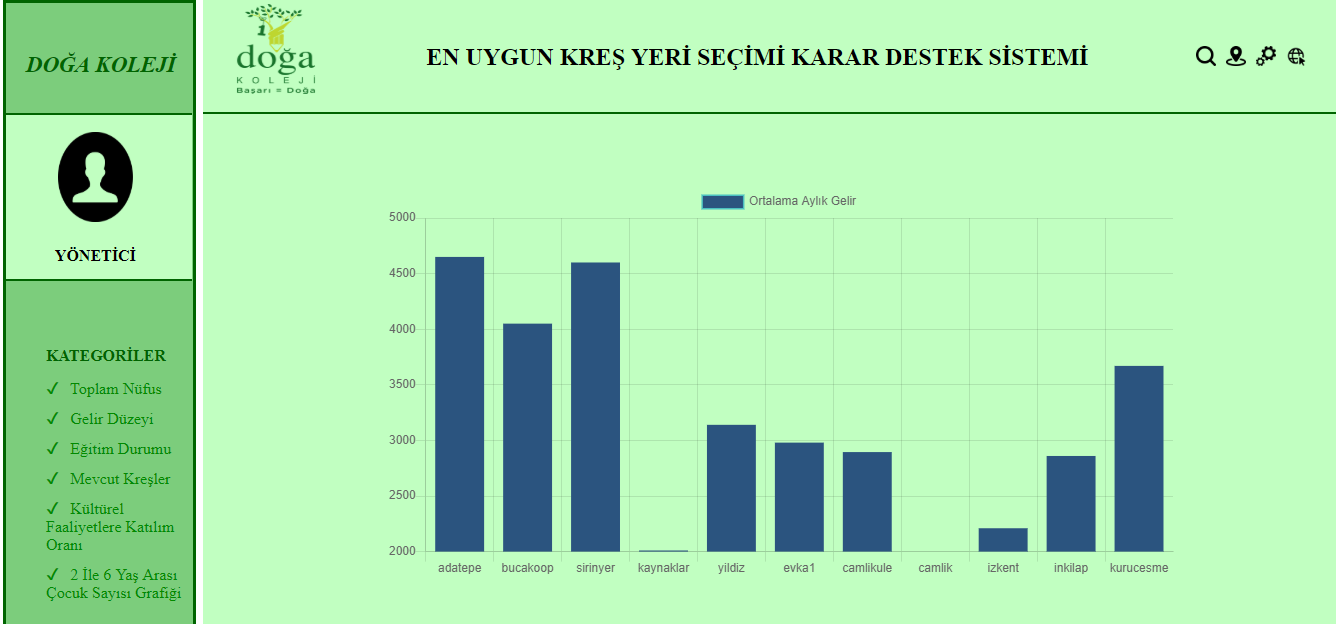 DOĞA KOLEJİ
YÖNETİCİ
KATEGORİLER
Toplam Nüfus
Gelir Düzeyi
Eğitim Durumu
Mevcut Kreşler
Kültürel
Faaliyetlere Katılım
Oranı
2 İle 6 Yaş Arası
Çocuk Sayısı Grafiği
doğa
KOLEJİ
Başarı = Doğa
EN UYGUN KREŞ YERİ SEÇİMİ KARAR DESTEK SİSTEMİ
Ortalama Aylık Gelir
5000
4500
4000
3500
3000
2500
2000
adatepe bucakoop sirinyer kaynaklar yildiz evka1 camlikule camlik izkent inkilap kurucesme